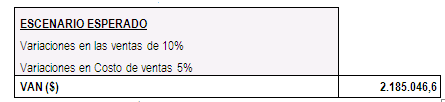 ESCENARIO ESPERADO
Variaciones en las ventas de 10%
Variaciones en Costo de ventas 5%
VAN ($) 2.185.046,6